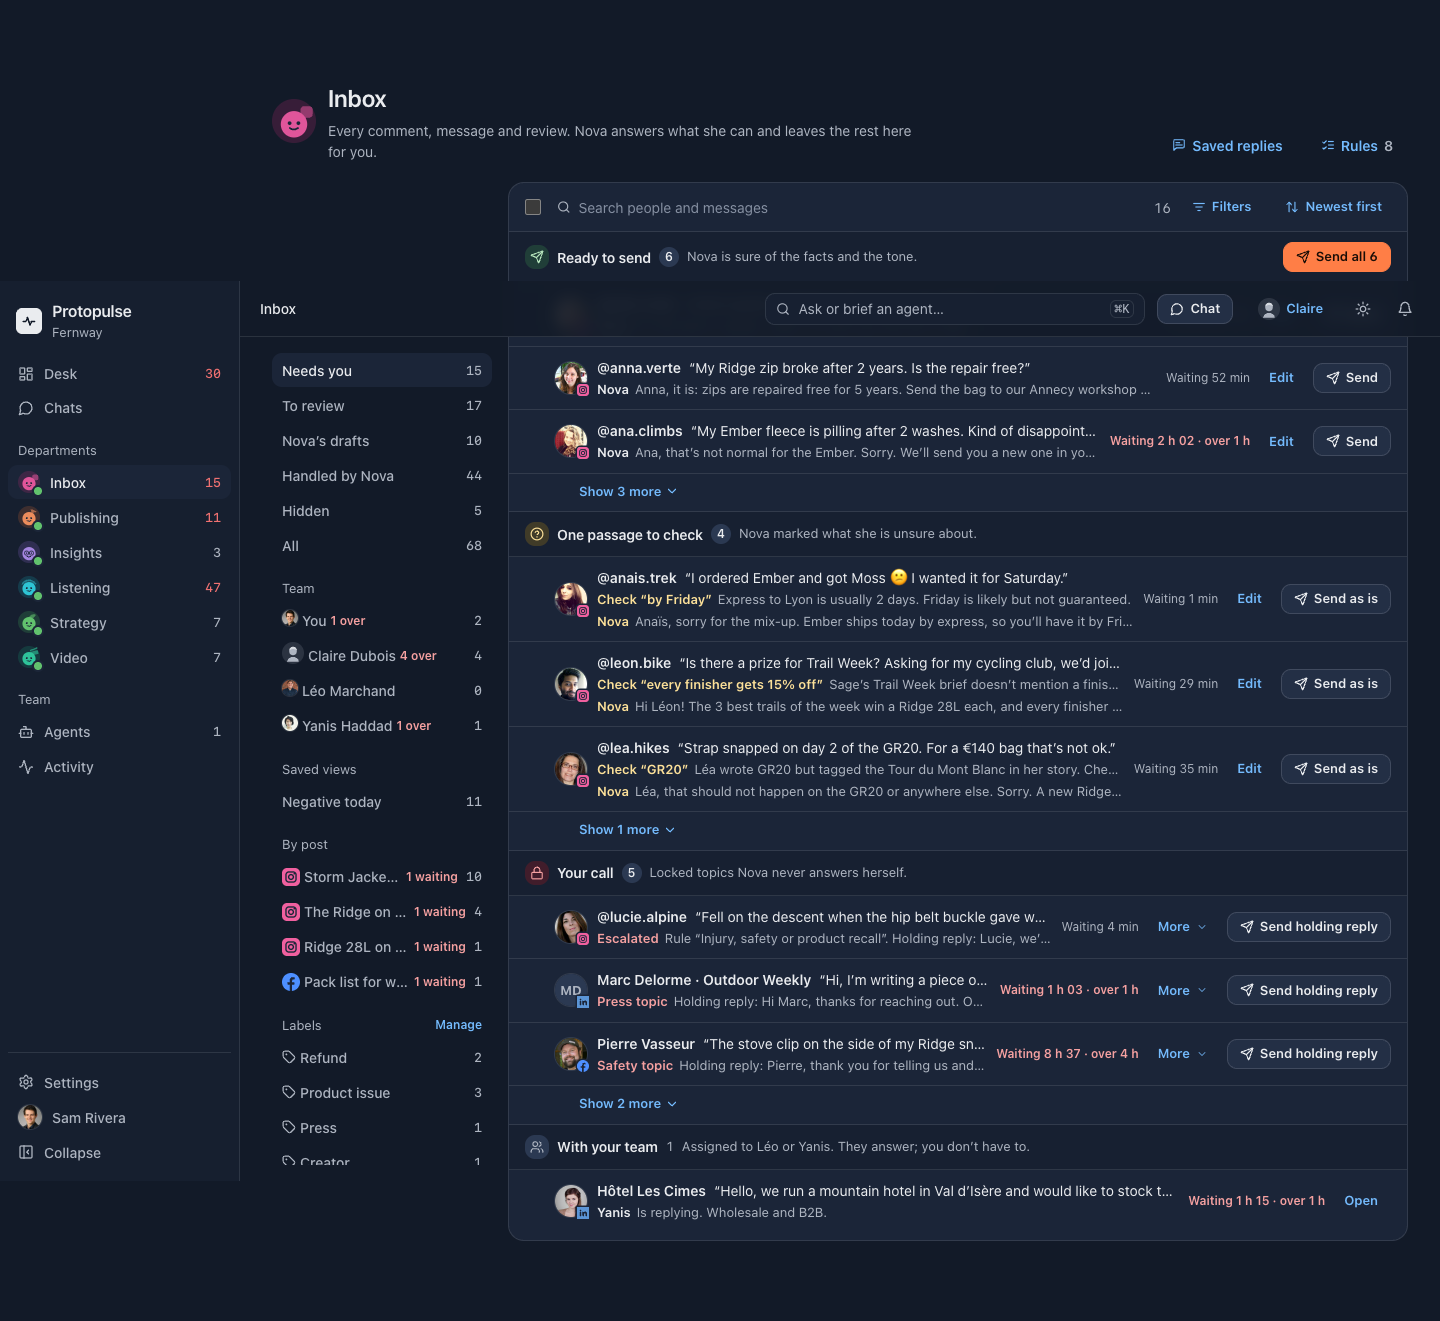 Inbox
Every comment, message and review. Nova answers what she can and leaves the rest here
for you.
Saved replies
Rules 8
Search people and messages
16
Filters
Newest first
Ready to send 6 Nova is sure of the facts and the tone.
Send all 6
Protopulse
Fernway
Desk 30
Chats
Departments
Inbox 15
Publishing 11
Insights 3
Listening 47
Strategy 7
Video 7
Team
Agents 1
Activity
Settings
Sam Rivera
Collapse
Inbox
Ask or brief an agent… ⌘K
Chat
Claire
Needs you 15
To review 17
Nova’s drafts 10
Handled by Nova 44
Hidden 5
All 68
Team
You 1 over 2
Claire Dubois 4 over 4
Léo Marchand 0
Yanis Haddad 1 over 1
Saved views
Negative today 11
By post
Storm Jacke… 1 waiting 10
The Ridge on … 1 waiting 4
Ridge 28L on … 1 waiting 1
Pack list for w… 1 waiting 1
Labels Manage
Refund 2
Product issue 3
Press 1
Creator 1
@anna.verte “My Ridge zip broke after 2 years. Is the repair free?”
Nova Anna, it is: zips are repaired free for 5 years. Send the bag to our Annecy workshop …
Waiting 52 min Edit Send
@ana.climbs “My Ember fleece is pilling after 2 washes. Kind of disappoint…
Nova Ana, that’s not normal for the Ember. Sorry. We’ll send you a new one in yo…
Waiting 2 h 02 · over 1 h Edit Send
Show 3 more
One passage to check 4 Nova marked what she is unsure about.
@anais.trek “I ordered Ember and got Moss 😕 I wanted it for Saturday.”
Check “by Friday” Express to Lyon is usually 2 days. Friday is likely but not guaranteed.
Nova Anaïs, sorry for the mix-up. Ember ships today by express, so you’ll have it by Fri…
Waiting 1 min Edit Send as is
@leon.bike “Is there a prize for Trail Week? Asking for my cycling club, we’d joi…
Check “every finisher gets 15% off” Sage’s Trail Week brief doesn’t mention a finis…
Nova Hi Léon! The 3 best trails of the week win a Ridge 28L each, and every finisher …
Waiting 29 min Edit Send as is
@lea.hikes “Strap snapped on day 2 of the GR20. For a €140 bag that’s not ok.”
Check “GR20” Léa wrote GR20 but tagged the Tour du Mont Blanc in her story. Che…
Nova Léa, that should not happen on the GR20 or anywhere else. Sorry. A new Ridge…
Waiting 35 min Edit Send as is
Show 1 more
Your call 5 Locked topics Nova never answers herself.
@lucie.alpine “Fell on the descent when the hip belt buckle gave w…
Escalated Rule “Injury, safety or product recall”. Holding reply: Lucie, we’…
Waiting 4 min More Send holding reply
MD
Marc Delorme · Outdoor Weekly “Hi, I’m writing a piece o…
Press topic Holding reply: Hi Marc, thanks for reaching out. O…
Waiting 1 h 03 · over 1 h More Send holding reply
Pierre Vasseur “The stove clip on the side of my Ridge sn…
Safety topic Holding reply: Pierre, thank you for telling us and…
Waiting 8 h 37 · over 4 h More Send holding reply
Show 2 more
With your team 1 Assigned to Léo or Yanis. They answer; you don’t have to.
Hôtel Les Cimes “Hello, we run a mountain hotel in Val d’Isère and would like to stock t…
Yanis Is replying. Wholesale and B2B.
Waiting 1 h 15 · over 1 h Open